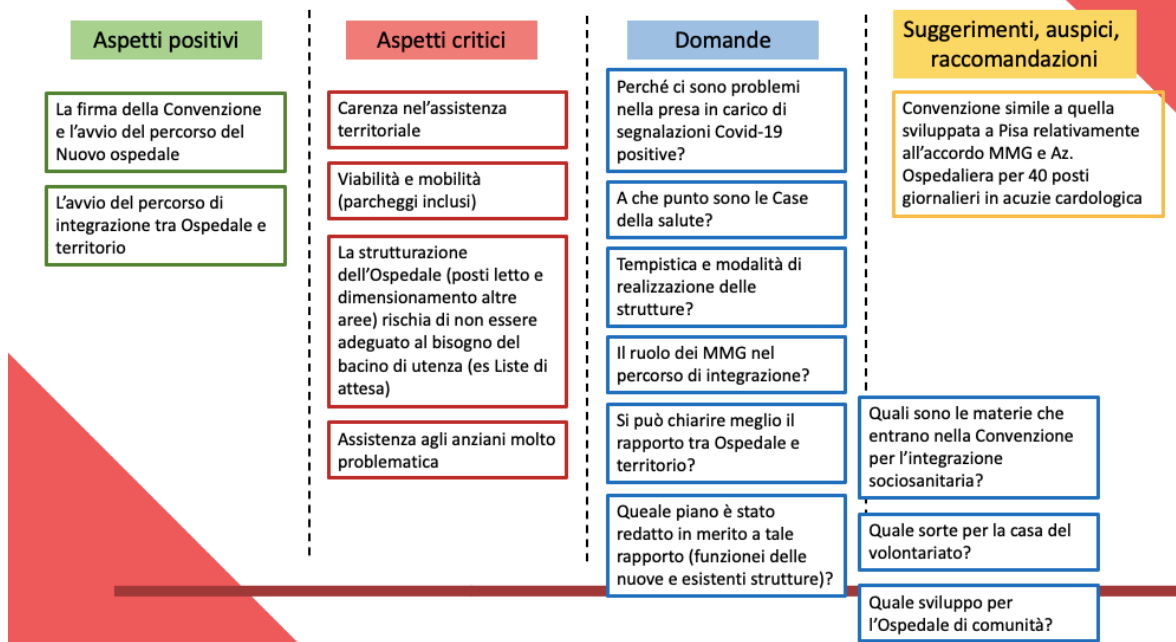 Aspetti positivi
La firma della Convenzione
e l'avvio del percorso del
Nuovo ospedale
L'avvio del percorso di
integrazione tra Ospedale e
territorio
Aspetti critici
Carenza nel'assistenza
territoriale
Viabilità e mobilità
(parcheggi inclusi)
La strutturazione
dell'Ospedale (posti letto e
dimensionamento altre
aree) rischia di non essere
adeguato al bisogno del
bacino di utenza (es Liste di
attesa)
Assistenza agli anziani molto
problematica
Domande
Perché ci sono problemi
nella presa in carico di
segnalazioni Covid-19
positive?
A che punto sono le Case
della salute?
Tempistica e modalità di
realizzazione delle
strutture?
Il ruolo dei MMG nel
percorso di integrazione?
Si può chiarire meglio il
rapporto tra Ospedale e
territorio?
Queale piano è stato
redatto in merito a tale
rapporto (funzionei delle
nuove e esistenti strutture)?
Quali sono le materie che
entrano nella Convenzione
per l'integrazione
sociosanitaria?
Quale sorte per la casa del
volontariato?
Quale sviluppo per
l'Ospedale di comunità?
Suggerimenti, auspici,
raccomandazioni
Convenzione simile a quella
sviluppata a Pisa relativamente
all'accordo MMG e Az.
Ospedaliera per 40 posti
giornalieri in acuzie cardologica